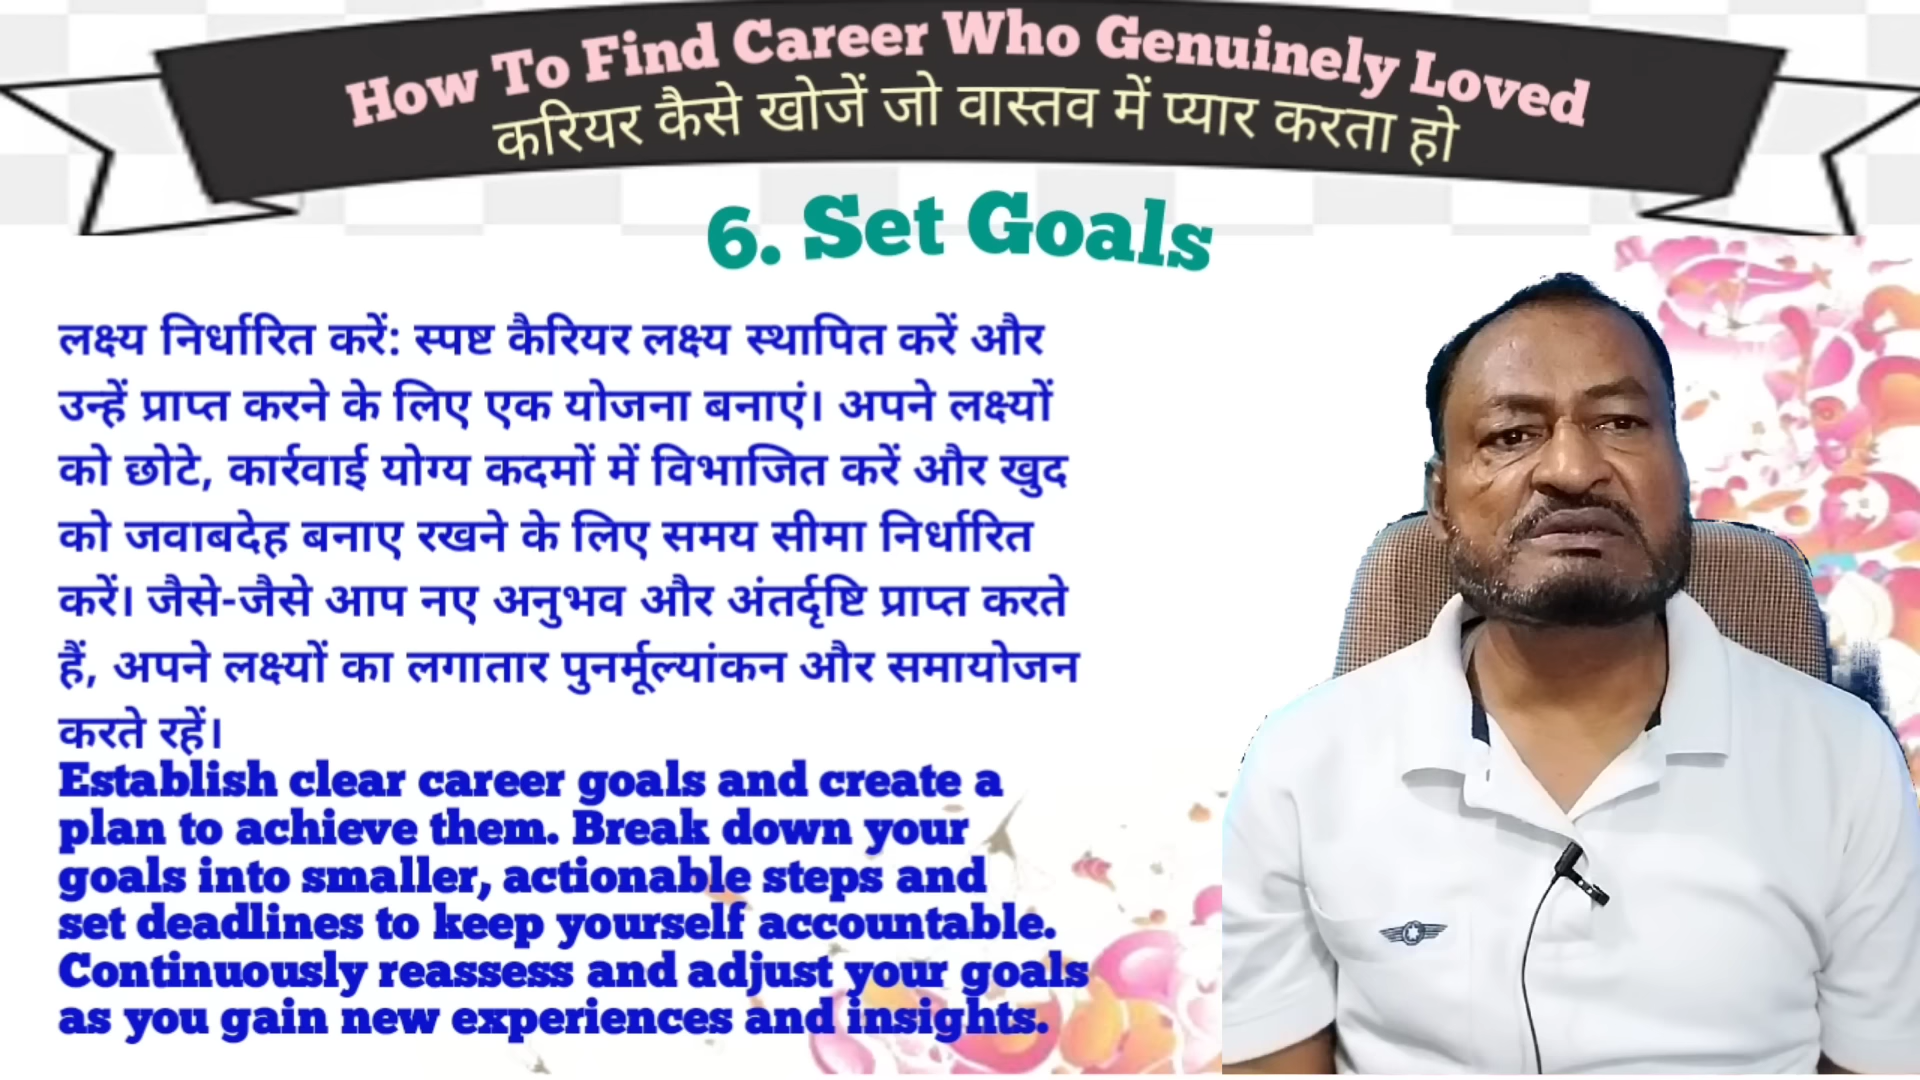 How To Find Career Who Genuinely Loved
करियर कैसे खोजें जो वास्तव में प्यार करता हो
6. Set Goals
लक्ष्य निर्धारित करें: स्पष्ट कैरियर लक्ष्य स्थापित करें और
उन्हें प्राप्त करने के लिए एक योजना बनाएं। अपने लक्ष्यों
को छोटे, कार्रवाई योग्य कदमों में विभाजित करें और खुद
को जवाबदेह बनाए रखने के लिए समय सीमा निर्धारित
करें। जैसे-जैसे आप नए अनुभव और अंतर्दृष्टि प्राप्त करते
हैं, अपने लक्ष्यों का लगातार पुनर्मूल्यांकन और समायोजन
करते रहें।
Establish clear career goals and create a
plan to achieve them. Break down your
goals into smaller, actionable steps and
set deadlines to keep yourself accountable.
Continuously reassess and adjust your goals
as you gain new experiences and insights.